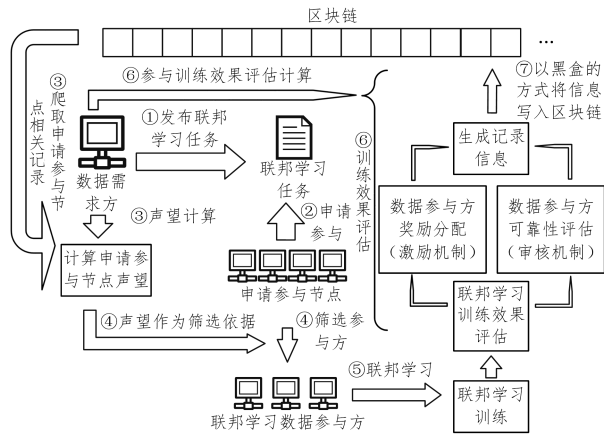 区块链
...
③爬取申请参与节
点相关记录
⑥参与训练效果评估计算
⑦以黑盒的
方式将信息
写入区块链
①发布联邦
学习任务
数据需
求方
联邦学习
任务
⑥训练效果评估
生成记录
信息
③声望计算
②申请
参与
数据参与方
奖励分配
(激励机制)
数据参与方
可靠性评估
(审核机制)
计算申请参
与节点声望
申请参与节点
联邦学习
训练效果
评估
④声望作为筛选依据
④筛选参
与方
⑤联邦学习
联邦学习
训练
联邦学习数据参与方